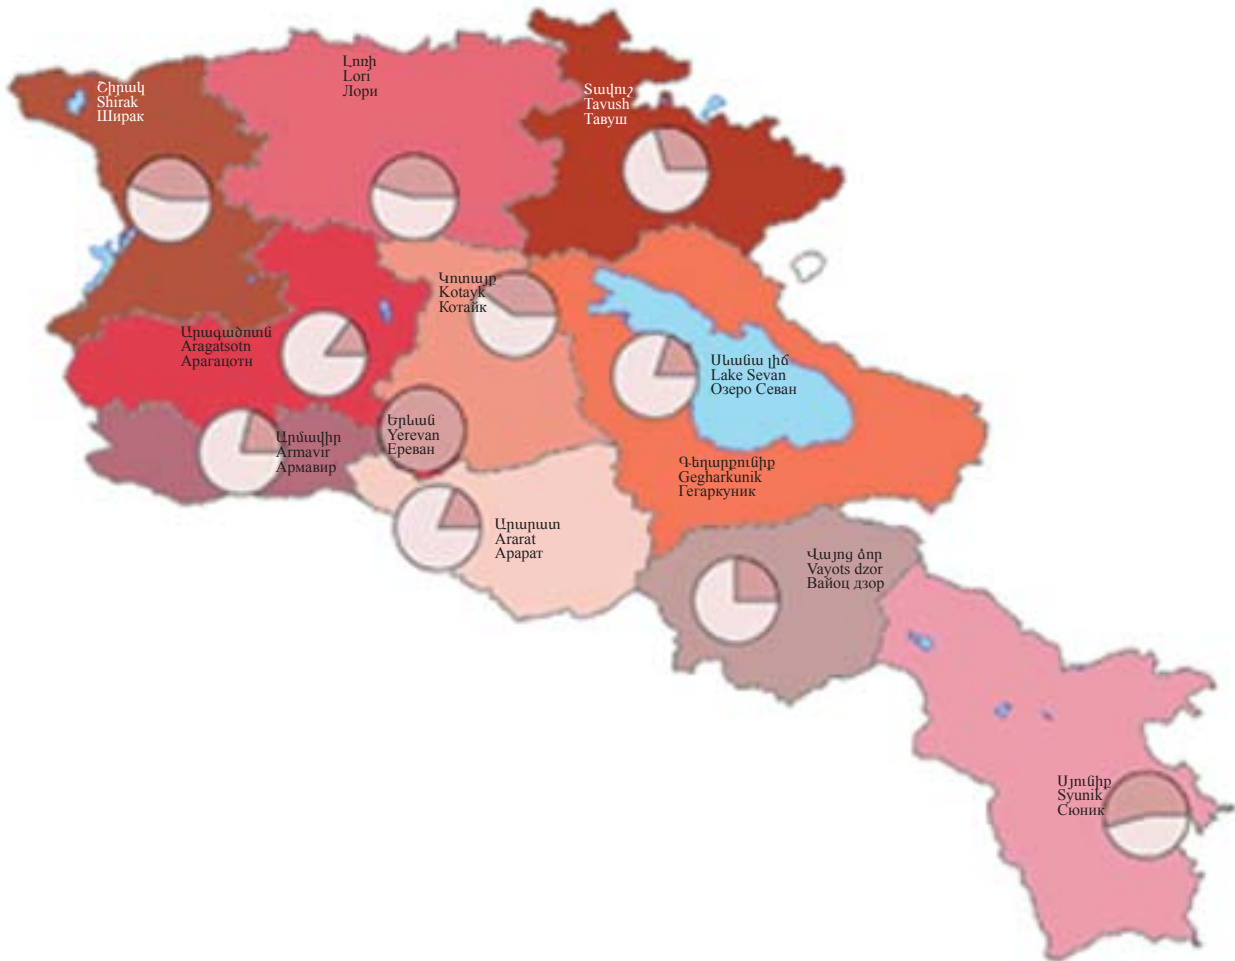 Լոռի
Lori
Лори
Շիրակ
Shirak
Ширак
Տավուշ
Tavush
Тавуш
Կոտայք
Kotayk
Котайк
Արագածոտն
Aragatsotn
Арагацотн
Սևանա լիճ
Lake Sevan
Озеро Севан
Երևան
Yerevan
Ереван
Արմավիր
Armavir
Армавир
Գեղարքունիք
Gegharkunik
Гегаркуник
Արարատ
Ararat
Арарат
Վայոց ձոր
Vayots dzor
Вайоц дзор
Սյունիք
Syunik
Сюник